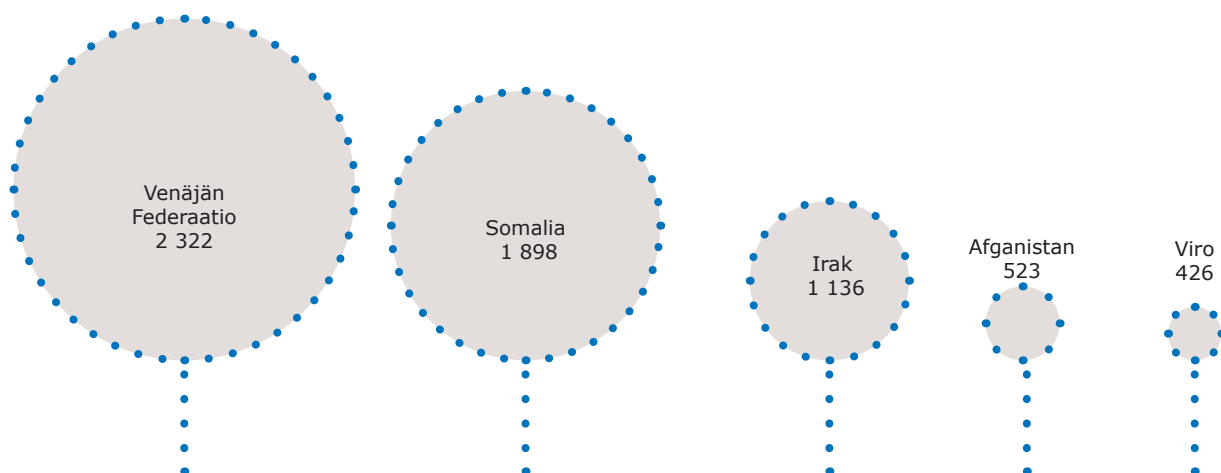 Venäjän
Federaatio
2 322
Somalia
1 898
Irak
1 136
Afganistan
523
Viro
426